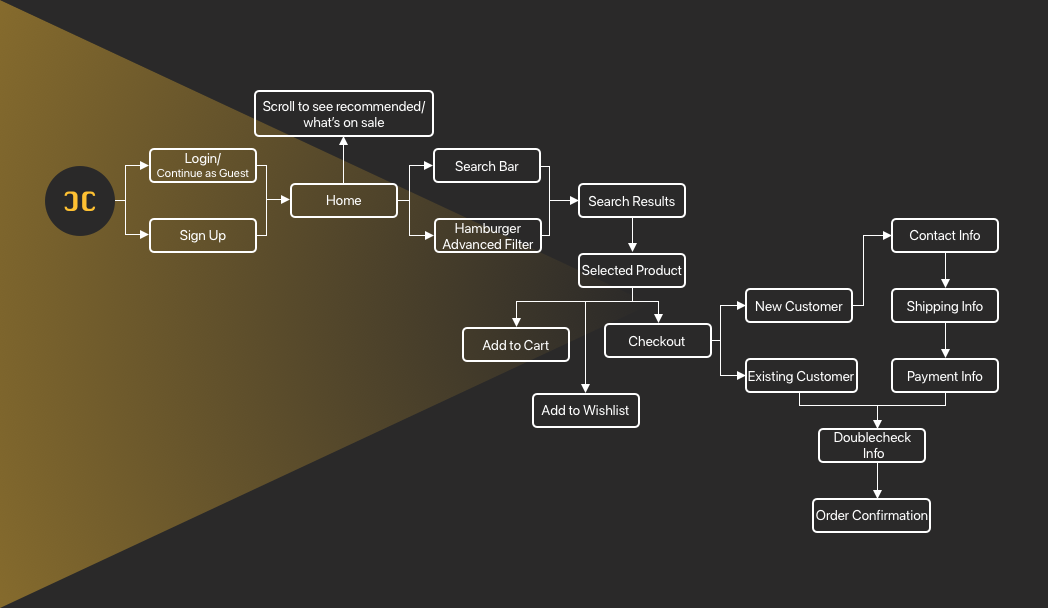 Scroll to see recommended/
what's on sale
Login/
Continue as Guest
Sign Up
Home
Search Bar
Hamburger
Advanced Filter
Search Results
Selected Product
Add to Cart
Add to Wishlist
Checkout
New Customer
Existing Customer
Contact Info
Shipping Info
Payment Info
Doublecheck
Info
Order Confirmation